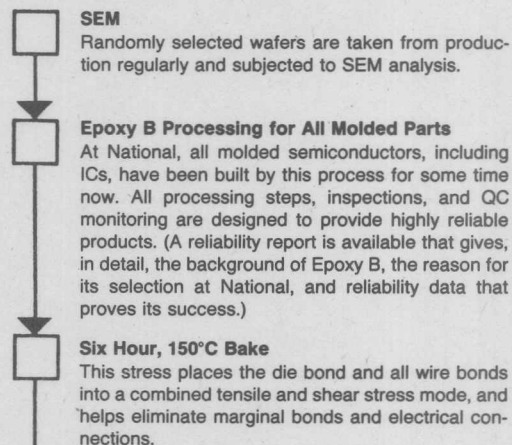 SEM
Randomly selected wafers are taken from produc-
tion regularly and subjected to SEM analysis.
Epoxy B Processing for All Molded Parts
At National, all molded semiconductors, including
ICs, have been built by this process for some time
now. All processing steps, inspections, and QC
monitoring are designed to provide highly reliable
products. (A reliability report is available that gives,
in detail, the background of Epoxy B, the reason for
its selection at National, and reliability data that
proves its success.)
Six Hour, 150°C Bake
This stress places the die bond and all wire bonds
into a combined tensile and shear stress mode, and
helps eliminate marginal bonds and electrical con-
nections.